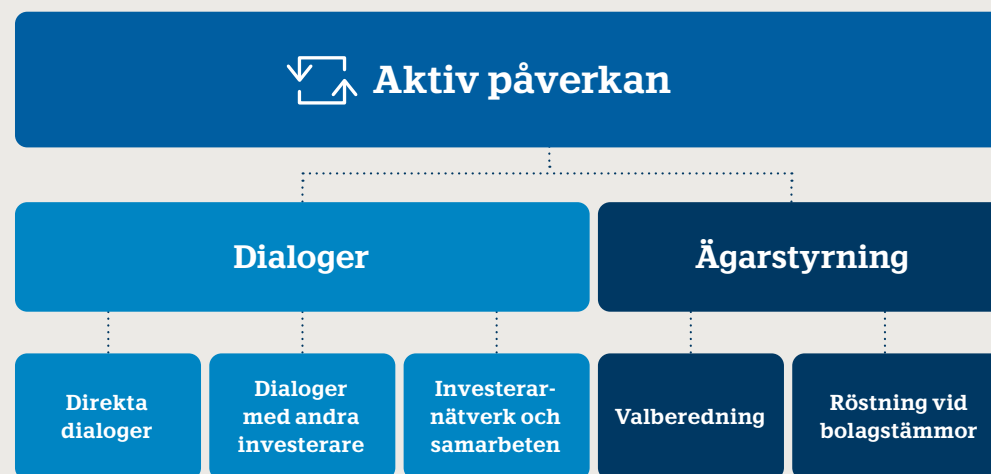 Aktiv påverkan
Dialoger
Ägarstyrning
Direkta
dialoger
Dialoger
med andra
investerare
Investerar-
nätverk och
samarbeten
Valberedning
Röstning vid
bolagstämmor